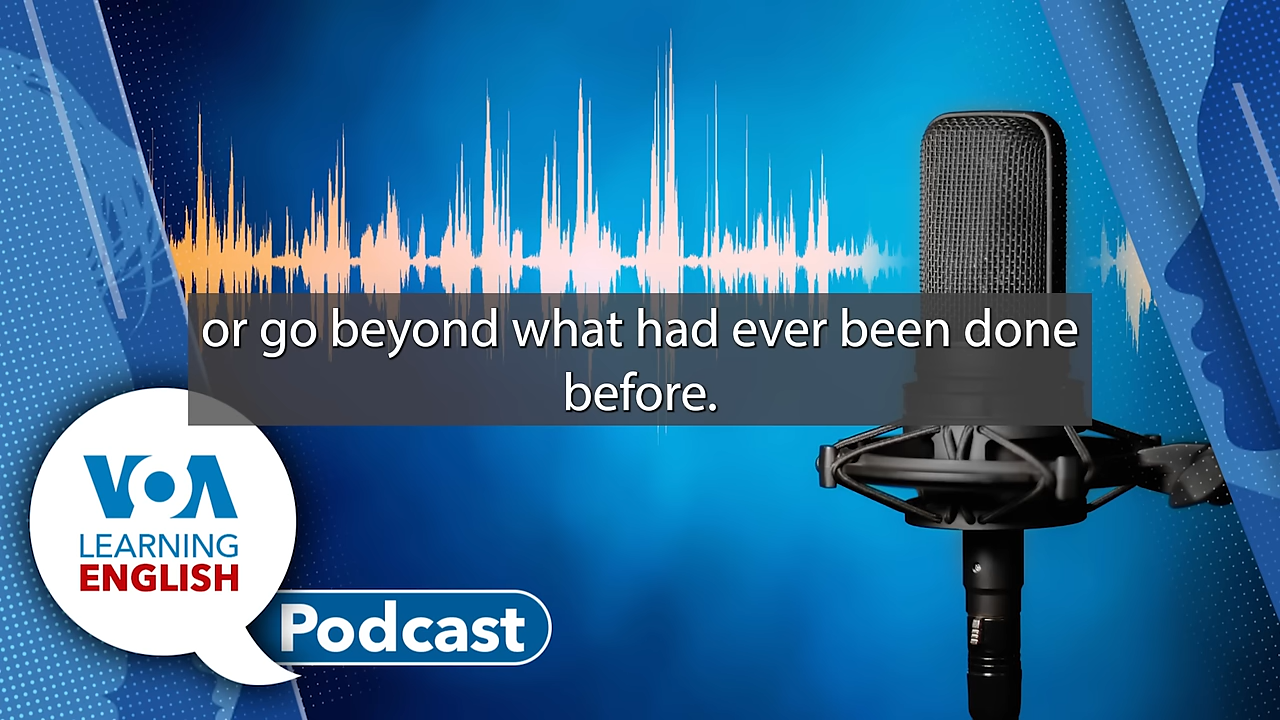 or go beyond what had ever been done
before.
VOA
LEARNING
ENGLISH
Podcast